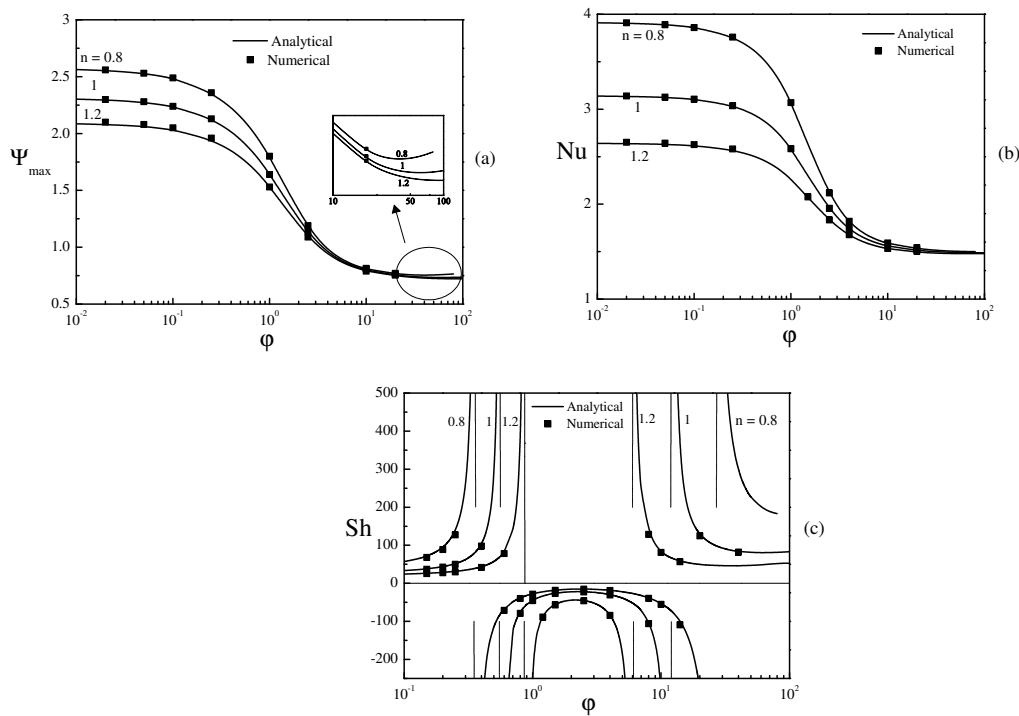 3
2.5
2.0
1.5
1.0
0.5
Ψmax
n = 0.8
1
1.2
Analytical
Numerical
0.8
1
1.2
10
50
100
10⁻²
10⁻¹
10⁰
10¹
10²
φ
(a)
4
3
2
1
Nu
n = 0.8
1
1.2
Analytical
Numerical
10⁻²
10⁻¹
10⁰
10¹
10²
φ
(b)
500
400
300
200
100
0
-100
-200
Sh
0.8
1
1.2
Analytical
Numerical
1.2
1
n = 0.8
10⁻¹
10⁰
10¹
10²
φ
(c)